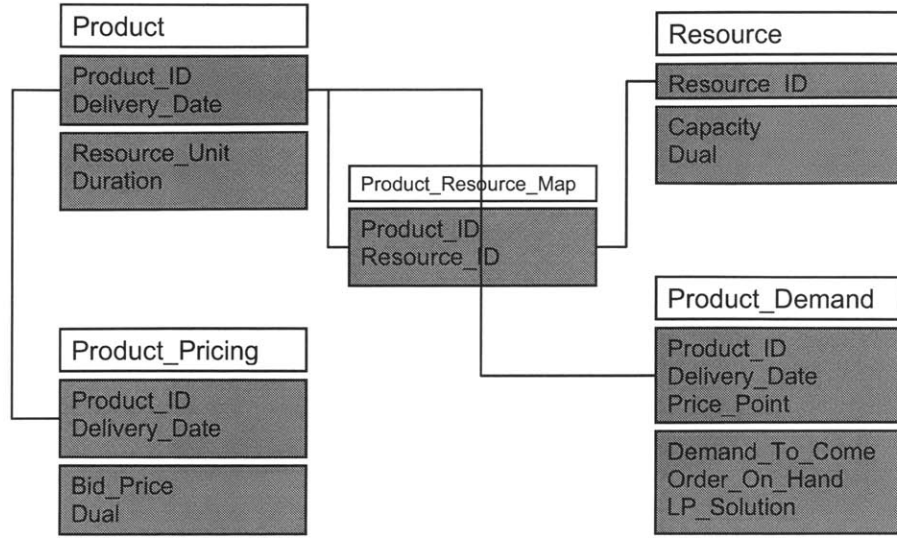 Product
Product_ID
Delivery_Date
Resource_Unit
Duration
Resource
Resource_ID
Capacity
Dual
Product_Resource_Map
Product_ID
Resource_ID
Product_Pricing
Product_ID
Delivery_Date
Bid_Price
Dual
Product_Demand
Product_ID
Delivery_Date
Price_Point
Demand_To_Come
Order_On_Hand
LP_Solution